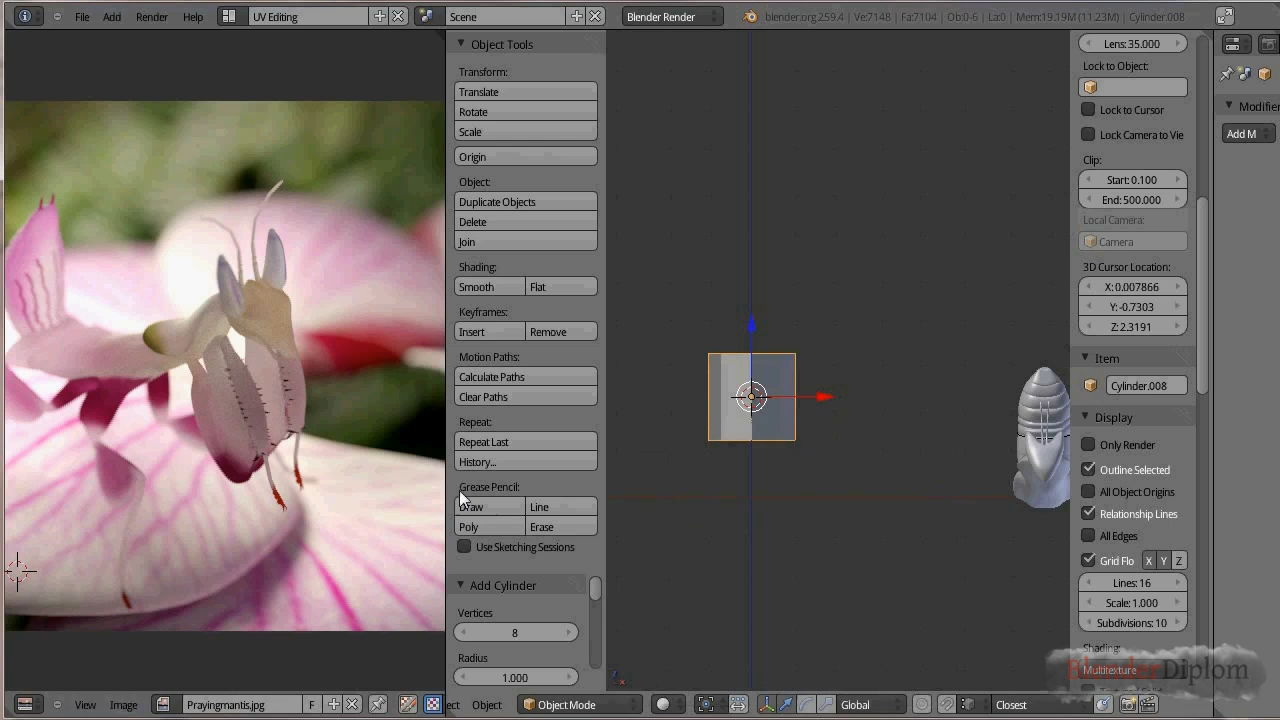 File Add Render Help UV Editing Scene Blender Render blender.org 259.4 | Ve:7148 | Fa:7104 | Ob:0-6 | La:0 | Mem:19.19M (11.23M) | Cylinder.008
Object Tools
Transform:
Translate
Rotate
Scale
Origin
Object:
Duplicate Objects
Delete
Join
Shading:
Smooth Flat
Keyframes:
Insert Remove
Motion Paths:
Calculate Paths
Clear Paths
Repeat:
Repeat Last
History...
Grease Pencil:
Draw Line
Poly Erase
Use Sketching Sessions
Add Cylinder
Vertices
8
Radius
1.000
Lens: 35.000
Lock to Object:
Lock to Cursor
Lock Camera to Vie
Clip:
Start: 0.100
End: 500.000
Local Camera:
Camera
3D Cursor Location:
X: 0.007866
Y: -0.7303
Z: 2.3191
Item
Cylinder.008
Display
Only Render
Outline Selected
All Object Origins
Relationship Lines
All Edges
Grid Flo X Y Z
Lines: 16
Scale: 1.000
Subdivisions: 10
Shading:
Multitexture
BlenderDiplom
Modifier
Add M
View Image Prayingmantis.jpg F ect Object Object Mode Global Closest